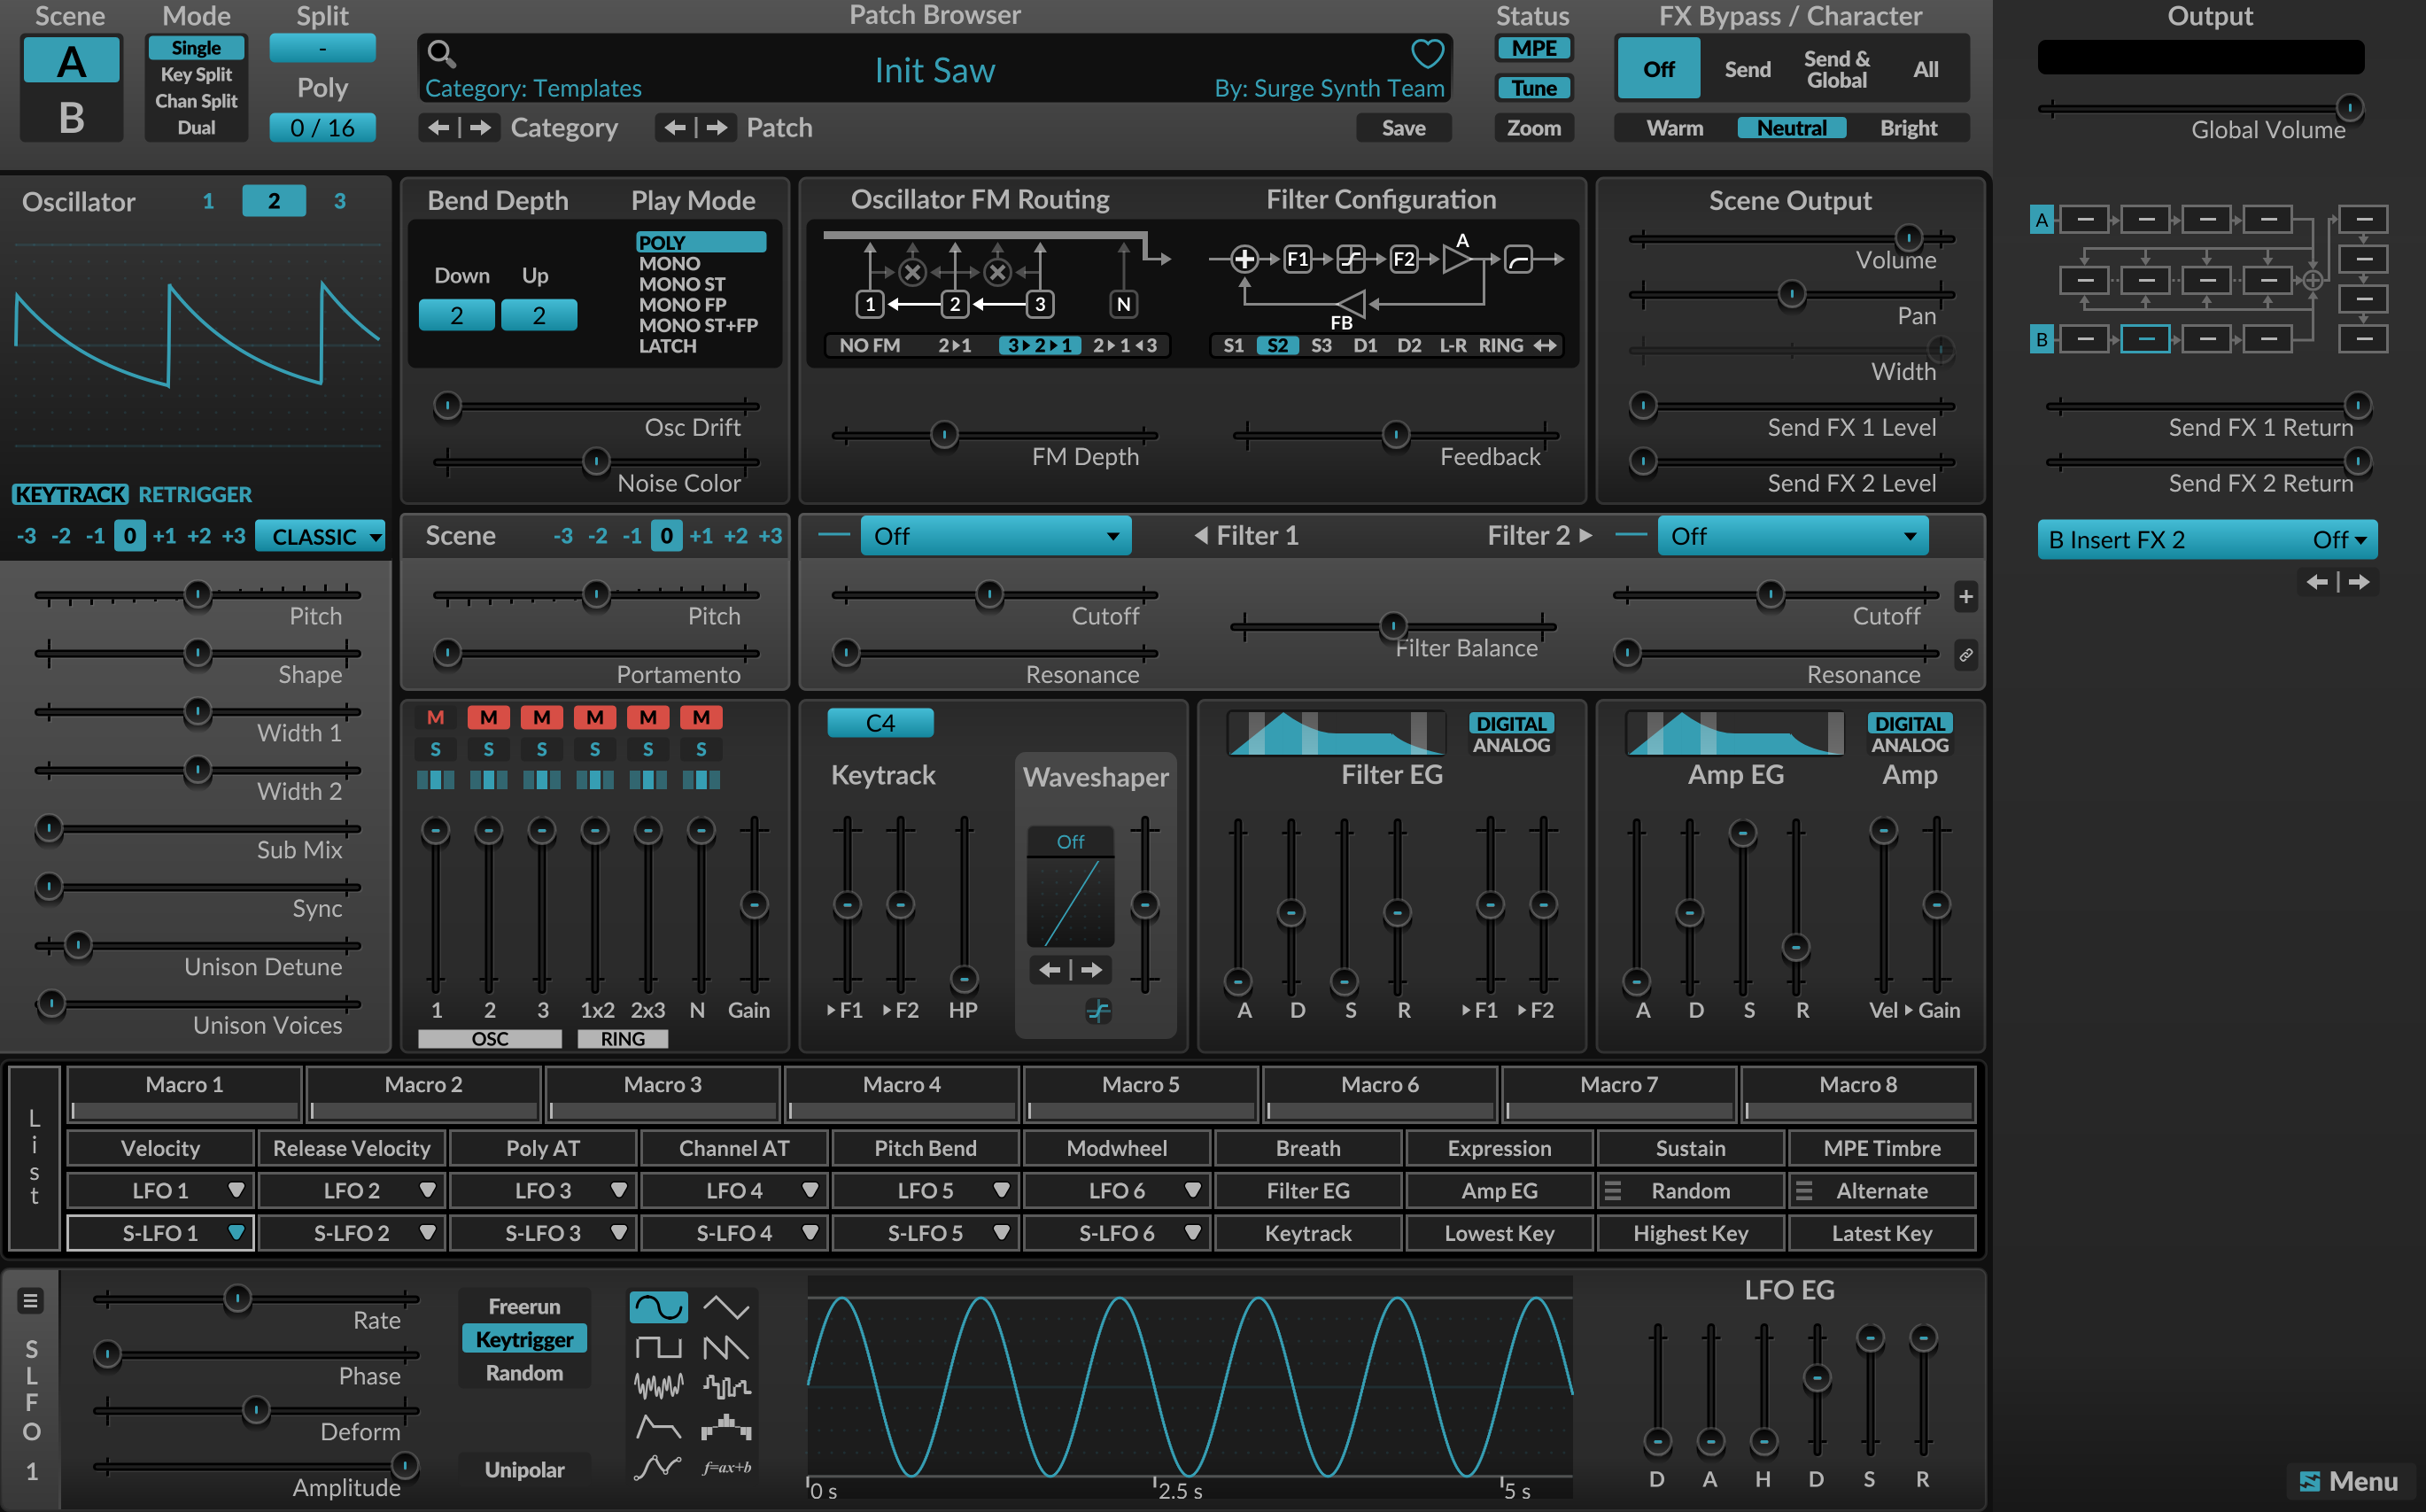 Scene
Mode
Split
Patch Browser
Status
FX Bypass / Character
Output
A
B
Single
Key Split
Chan Split
Dual
-
Poly
0 / 16
Init Saw
Category: Templates
By: Surge Synth Team
Category
Patch
Save
MPE
Tune
Zoom
Off
Send
Send &
Global
All
Warm
Neutral
Bright
Global Volume
Oscillator
1
2
3
KEYTRACK
RETRIGGER
-3 -2 -1 0 +1 +2 +3
CLASSIC
Pitch
Shape
Width 1
Width 2
Sub Mix
Sync
Unison Detune
Unison Voices
Bend Depth
Play Mode
Down
Up
2
2
POLY
MONO
MONO ST
MONO FP
MONO ST+FP
LATCH
Osc Drift
Noise Color
Oscillator FM Routing
1
2
3
N
NO FM
2▸1
3▸2▸1
2▸1◂3
FM Depth
Filter Configuration
F1
F2
A
FB
S1
S2
S3
D1
D2
L-R
RING
Feedback
Scene Output
Volume
Pan
Width
Send FX 1 Level
Send FX 2 Level
A
B
Send FX 1 Return
Send FX 2 Return
B Insert FX 2
Off
Scene
-3 -2 -1 0 +1 +2 +3
Pitch
Portamento
Off
◂ Filter 1
Filter 2 ▸
Off
Cutoff
Resonance
Filter Balance
Cutoff
Resonance
+
M M M M M M
S S S S S S
1 2 3 1x2 2x3 N Gain
OSC
RING
C4
Keytrack
▸F1 ▸F2 HP
Waveshaper
Off
DIGITAL
ANALOG
Filter EG
A D S R ▸F1 ▸F2
DIGITAL
ANALOG
Amp EG
Amp
A D S R Vel ▸ Gain
List
Macro 1
Macro 2
Macro 3
Macro 4
Macro 5
Macro 6
Macro 7
Macro 8
Velocity
Release Velocity
Poly AT
Channel AT
Pitch Bend
Modwheel
Breath
Expression
Sustain
MPE Timbre
LFO 1
LFO 2
LFO 3
LFO 4
LFO 5
LFO 6
Filter EG
Amp EG
Random
Alternate
S-LFO 1
S-LFO 2
S-LFO 3
S-LFO 4
S-LFO 5
S-LFO 6
Keytrack
Lowest Key
Highest Key
Latest Key
SLFO 1
Rate
Phase
Deform
Amplitude
Freerun
Keytrigger
Random
Unipolar
f=ax+b
0 s
2.5 s
5 s
LFO EG
D A H D S R
Menu